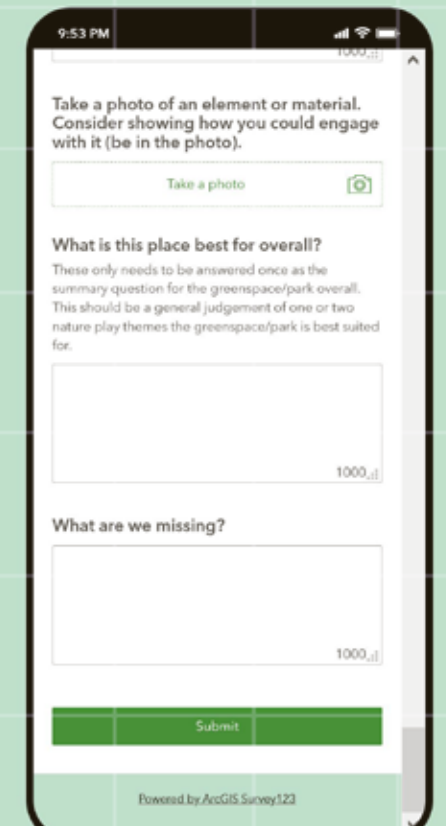 9:53 PM
1000
Take a photo of an element or material.
Consider showing how you could engage
with it (be in the photo).
Take a photo
What is this place best for overall?
These only needs to be answered once as the
summary question for the greenspace/park overall.
This should be a general judgement of one or two
nature play themes the greenspace/park is best suited
for.
1000
What are we missing?
1000
Submit
Powered by ArcGIS Survey123